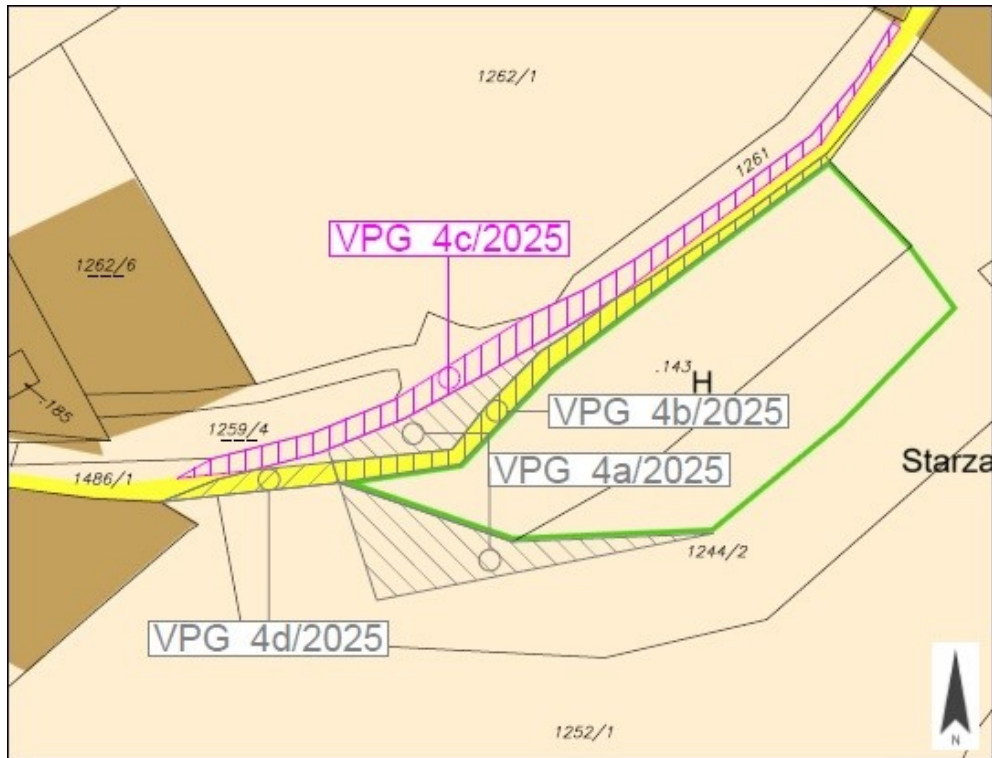 1262/1
1261
VPG 4c/2025
1262/6
.143
H
.185
VPG 4b/2025
1259/4
VPG 4a/2025
Starza
1486/1
1244/2
VPG 4d/2025
1252/1
N